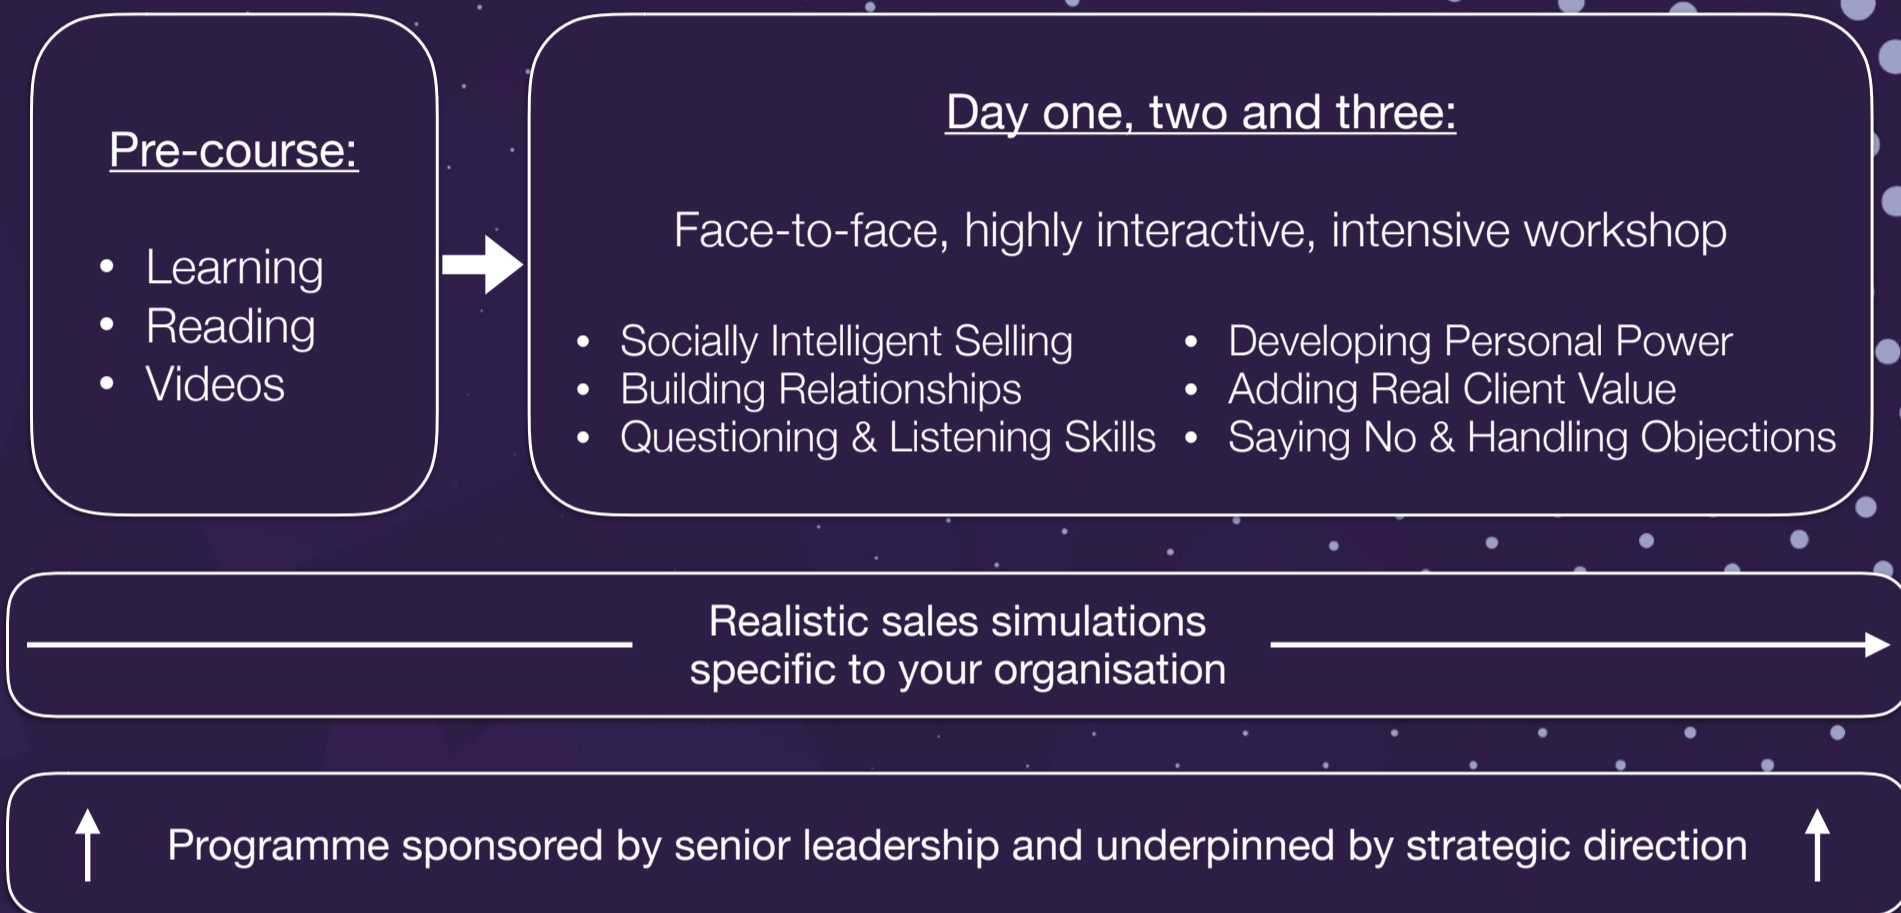 Pre-course:
• Learning
• Reading
• Videos
Day one, two and three:
Face-to-face, highly interactive, intensive workshop
• Socially Intelligent Selling
• Building Relationships
• Questioning & Listening Skills
• Developing Personal Power
• Adding Real Client Value
• Saying No & Handling Objections
Realistic sales simulations
specific to your organisation
Programme sponsored by senior leadership and underpinned by strategic direction